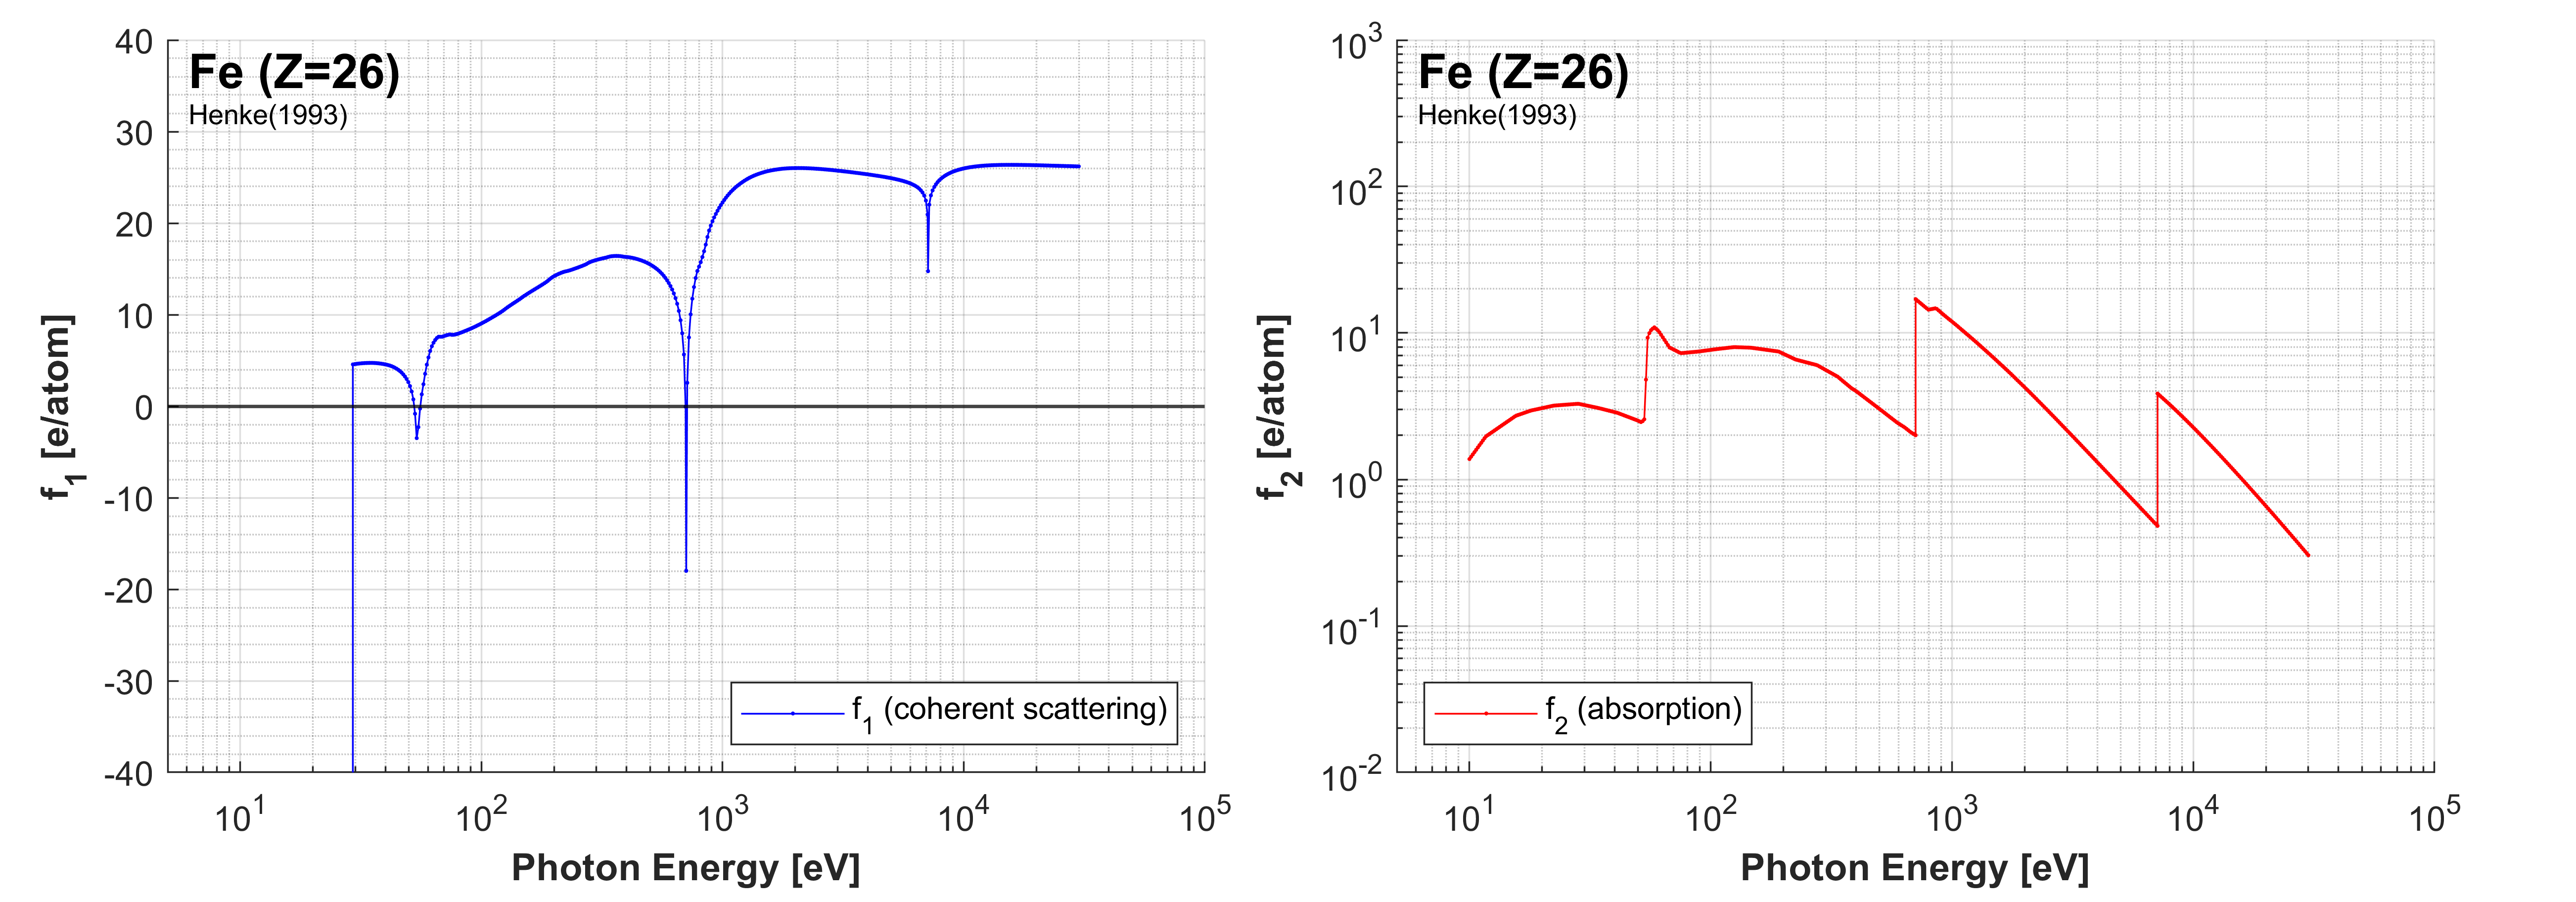 Fe (Z=26)
Henke(1993)
40
30
20
10
0
-10
-20
-30
-40
f₁ [e/atom]
f₁ (coherent scattering)
10¹
10²
10³
10⁴
10⁵
Photon Energy [eV]
Fe (Z=26)
Henke(1993)
10³
10²
10¹
10⁰
10⁻¹
10⁻²
f₂ [e/atom]
f₂ (absorption)
10¹
10²
10³
10⁴
10⁵
Photon Energy [eV]